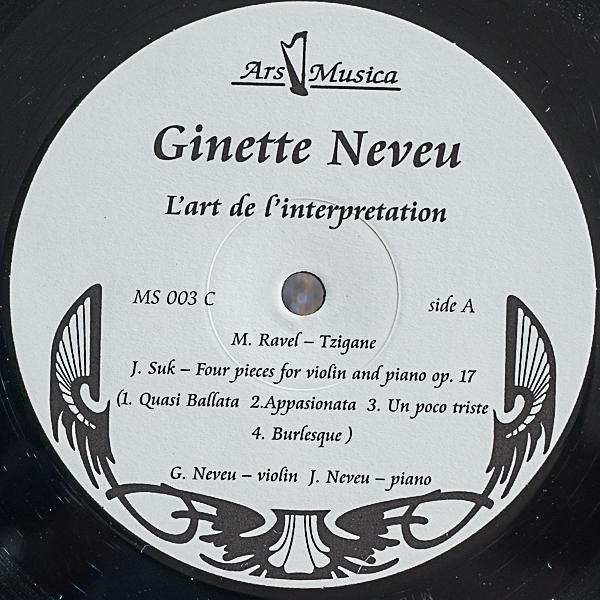 Ars Musica
Ginette Neveu
L'art de l'interpretation
MS 003 C side A
M. Ravel – Tzigane
J. Suk – Four pieces for violin and piano op. 17
(1. Quasi Ballata 2.Appasionata 3. Un poco triste
4. Burlesque )
G. Neveu – violin J. Neveu – piano